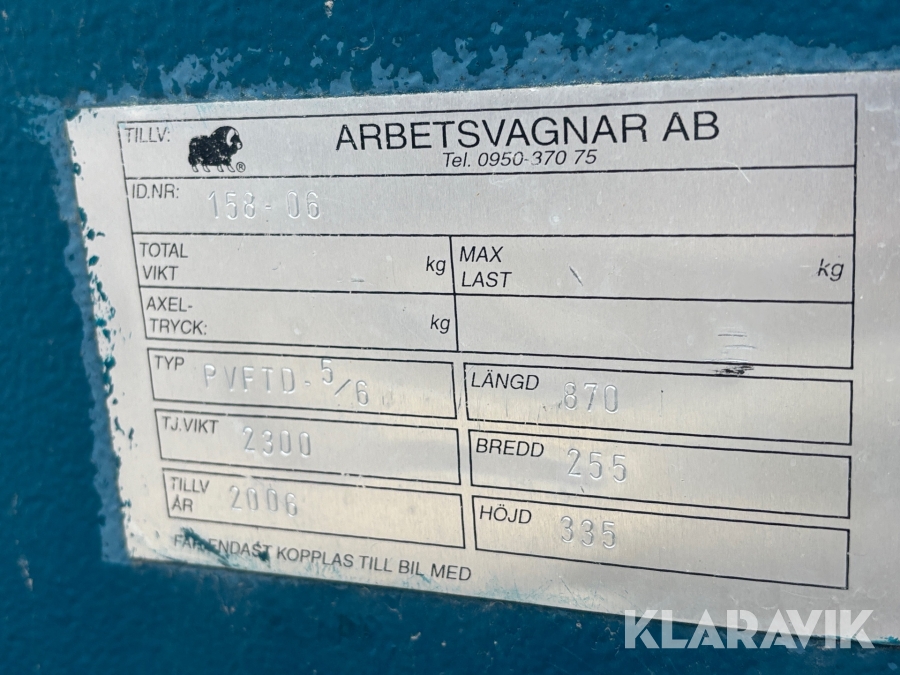 TILLV: ® ARBETSVAGNAR AB
Tel. 0950-370 75
ID.NR: 158-06
TOTAL VIKT kg MAX LAST kg
AXEL-TRYCK: kg
TYP PVFTD-5/6 LÄNGD 870
TJ.VIKT 2300 BREDD 255
TILLV ÅR 2006 HÖJD 335
FÅR ENDAST KOPPLAS TILL BIL MED
KLARAVIK